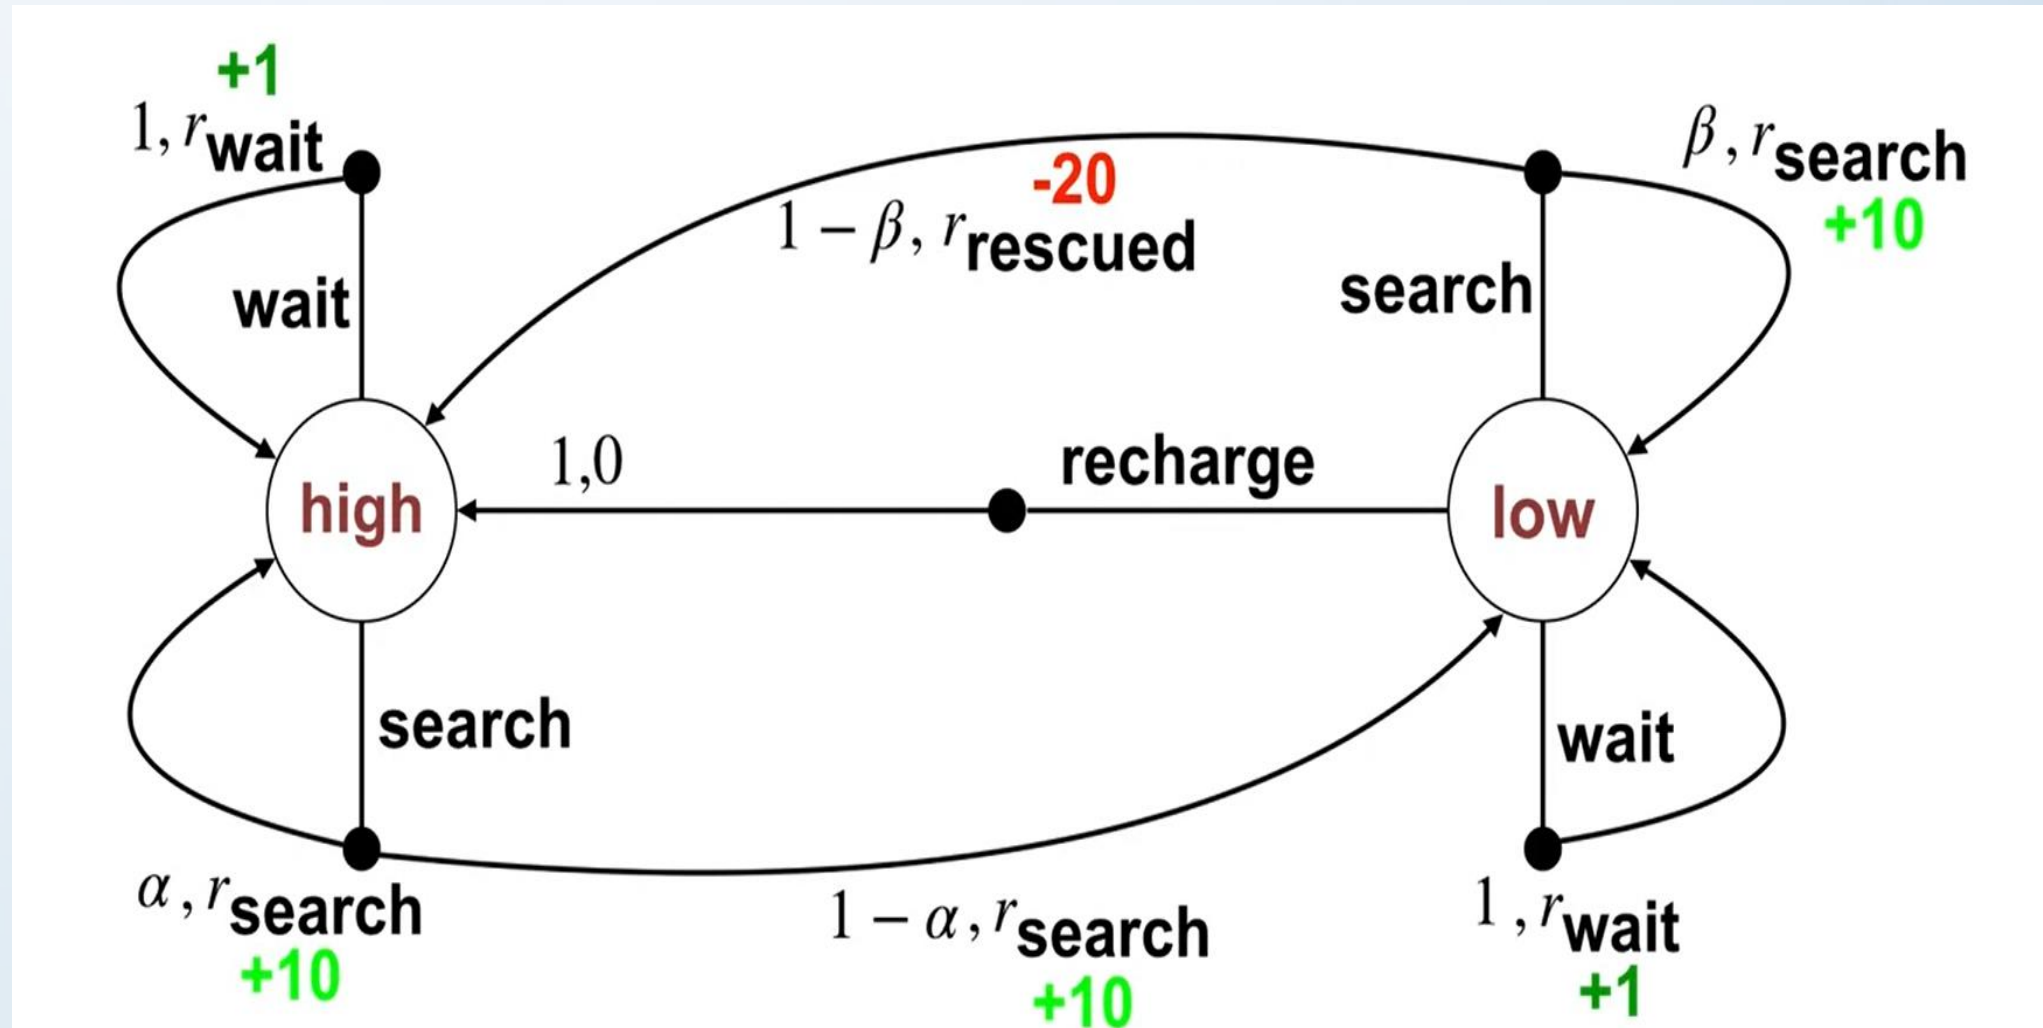 +1
1, r wait
wait
-20
1 − β, r rescued
β, r search
+10
search
1,0
recharge
high
low
search
wait
α, r search
+10
1 − α, r search
+10
1, r wait
+1